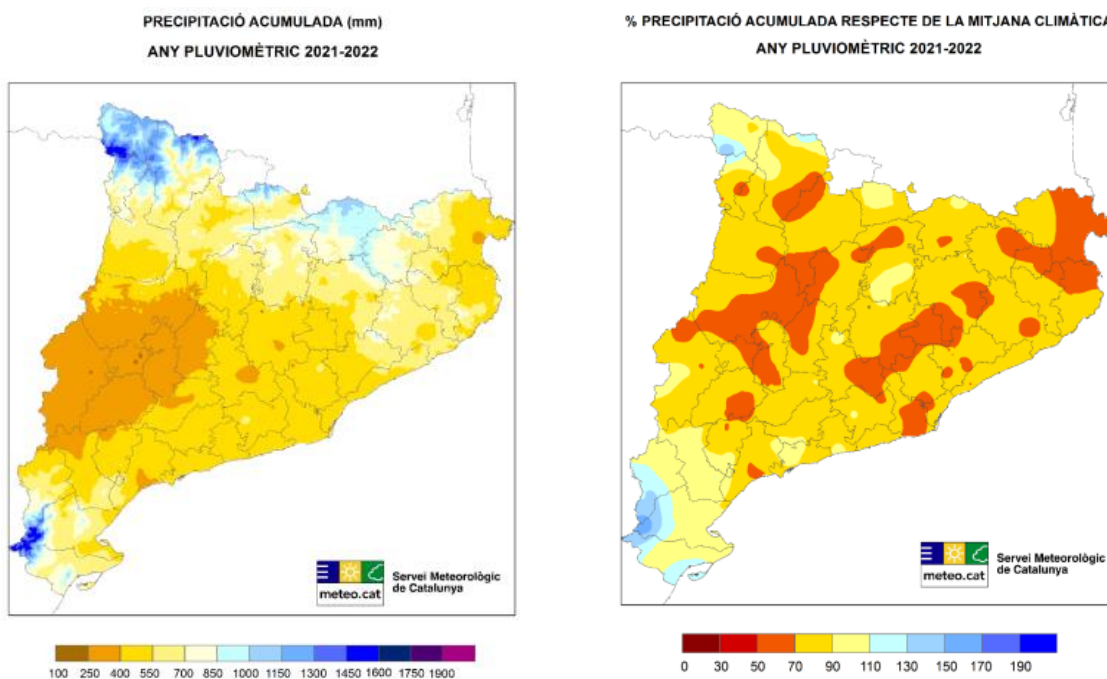 PRECIPITACIÓ ACUMULADA (mm)
ANY PLUVIOMÈTRIC 2021-2022
meteo.cat
Servei Meteorològic
de Catalunya
100 250 400 550 700 850 1000 1150 1300 1450 1600 1750 1900
% PRECIPITACIÓ ACUMULADA RESPECTE DE LA MITJANA CLIMÀTICA
ANY PLUVIOMÈTRIC 2021-2022
meteo.cat
Servei Meteorològic
de Catalunya
0 30 50 70 90 110 130 150 170 190